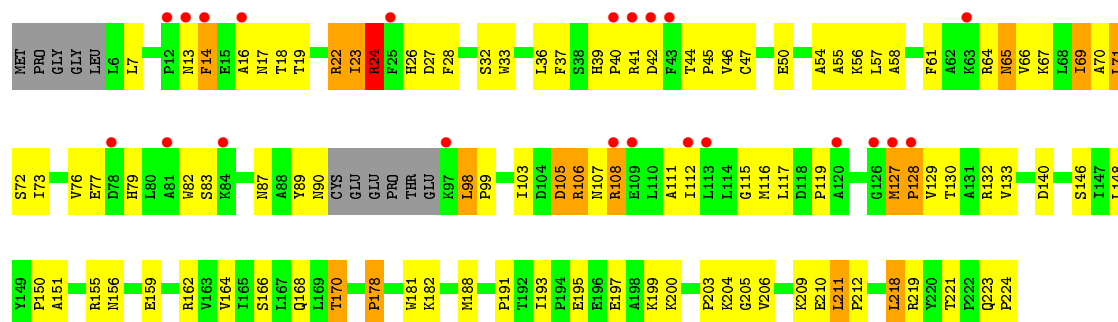 MET PRO GLY GLY LEU L6 L7 P12 N13 F14 E15 A16 N17 T18 T19 R22 I23 R24 F25 H26 D27 F28 S32 W33 L36 F37 S38 H39 P40 R41 D42 F43 T44 P45 V46 C47 E50 A54 A55 K56 L57 A58 F61 A62 K63 R64 N65 V66 K67 L68 I69 A70
S72 I73 V76 E77 D78 H79 L80 A81 W82 S83 K84 N87 A88 Y89 N90 CYS GLU GLU PRO THR GLU K97 L98 P99 I103 D104 D105 R106 N107 R108 E109 L110 A111 I112 L113 L114 G115 M116 L117 D118 P119 A120 G126 M127 P128 V129 T130 A131 R132 V133 D140 S146 I147 L148
Y149 P150 A151 R155 N156 E159 R162 V163 V164 I165 S166 L167 Q168 L169 T170 P178 W181 K182 M188 P191 T192 I193 P194 E195 E196 E197 A198 K199 K200 P203 K204 G205 V206 K209 E210 L211 P212 L218 R219 Y220 T221 P222 Q223 P224